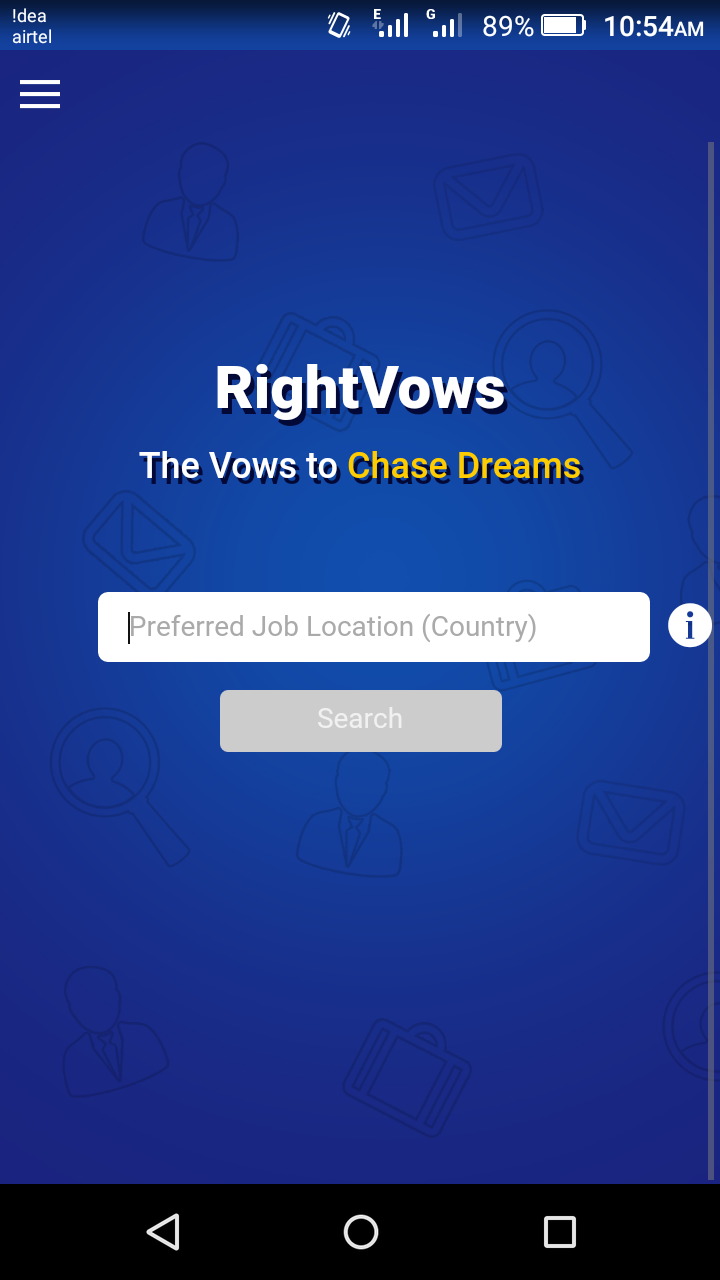 !dea
airtel
E
G
89%
10:54AM
RightVows
The Vows to Chase Dreams
Preferred Job Location (Country)
i
Search